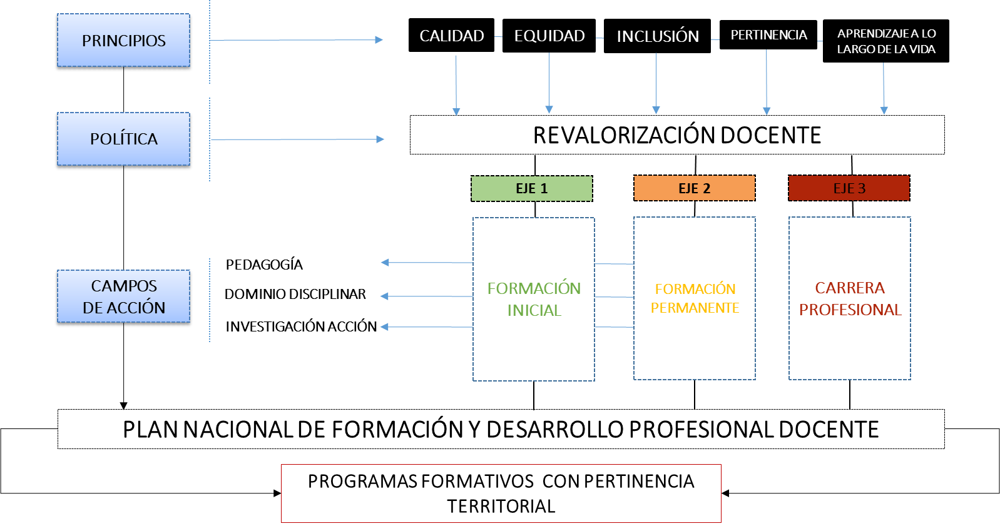 PRINCIPIOS
CALIDAD
EQUIDAD
INCLUSIÓN
PERTINENCIA
APRENDIZAJE A LO
LARGO DE LA VIDA
POLÍTICA
REVALORIZACIÓN DOCENTE
EJE 1
EJE 2
EJE 3
CAMPOS
DE ACCIÓN
PEDAGOGÍA
DOMINIO DISCIPLINAR
INVESTIGACIÓN ACCIÓN
FORMACIÓN
INICIAL
FORMACIÓN
PERMANENTE
CARRERA
PROFESIONAL
PLAN NACIONAL DE FORMACIÓN Y DESARROLLO PROFESIONAL DOCENTE
PROGRAMAS FORMATIVOS CON PERTINENCIA
TERRITORIAL